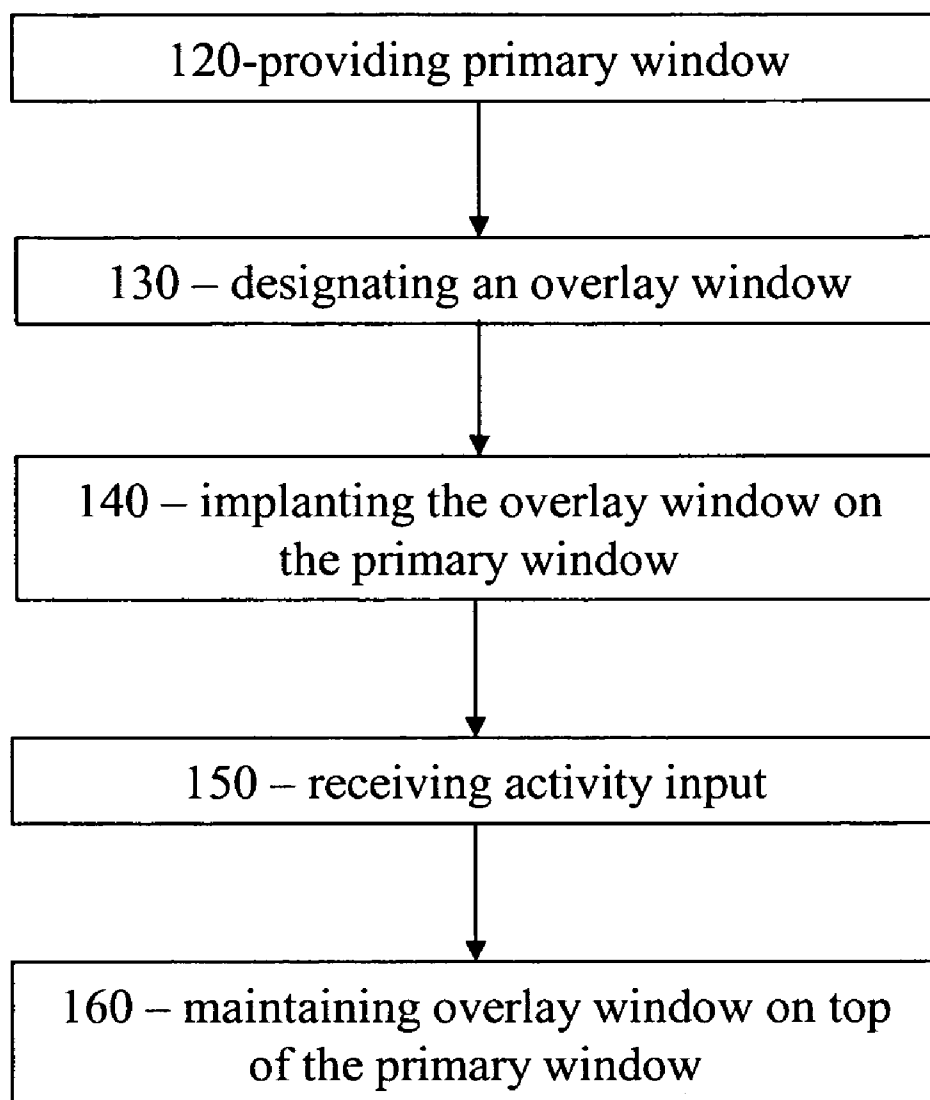 120-providing primary window
130 – designating an overlay window
140 – implanting the overlay window on
the primary window
150 – receiving activity input
160 – maintaining overlay window on top
of the primary window